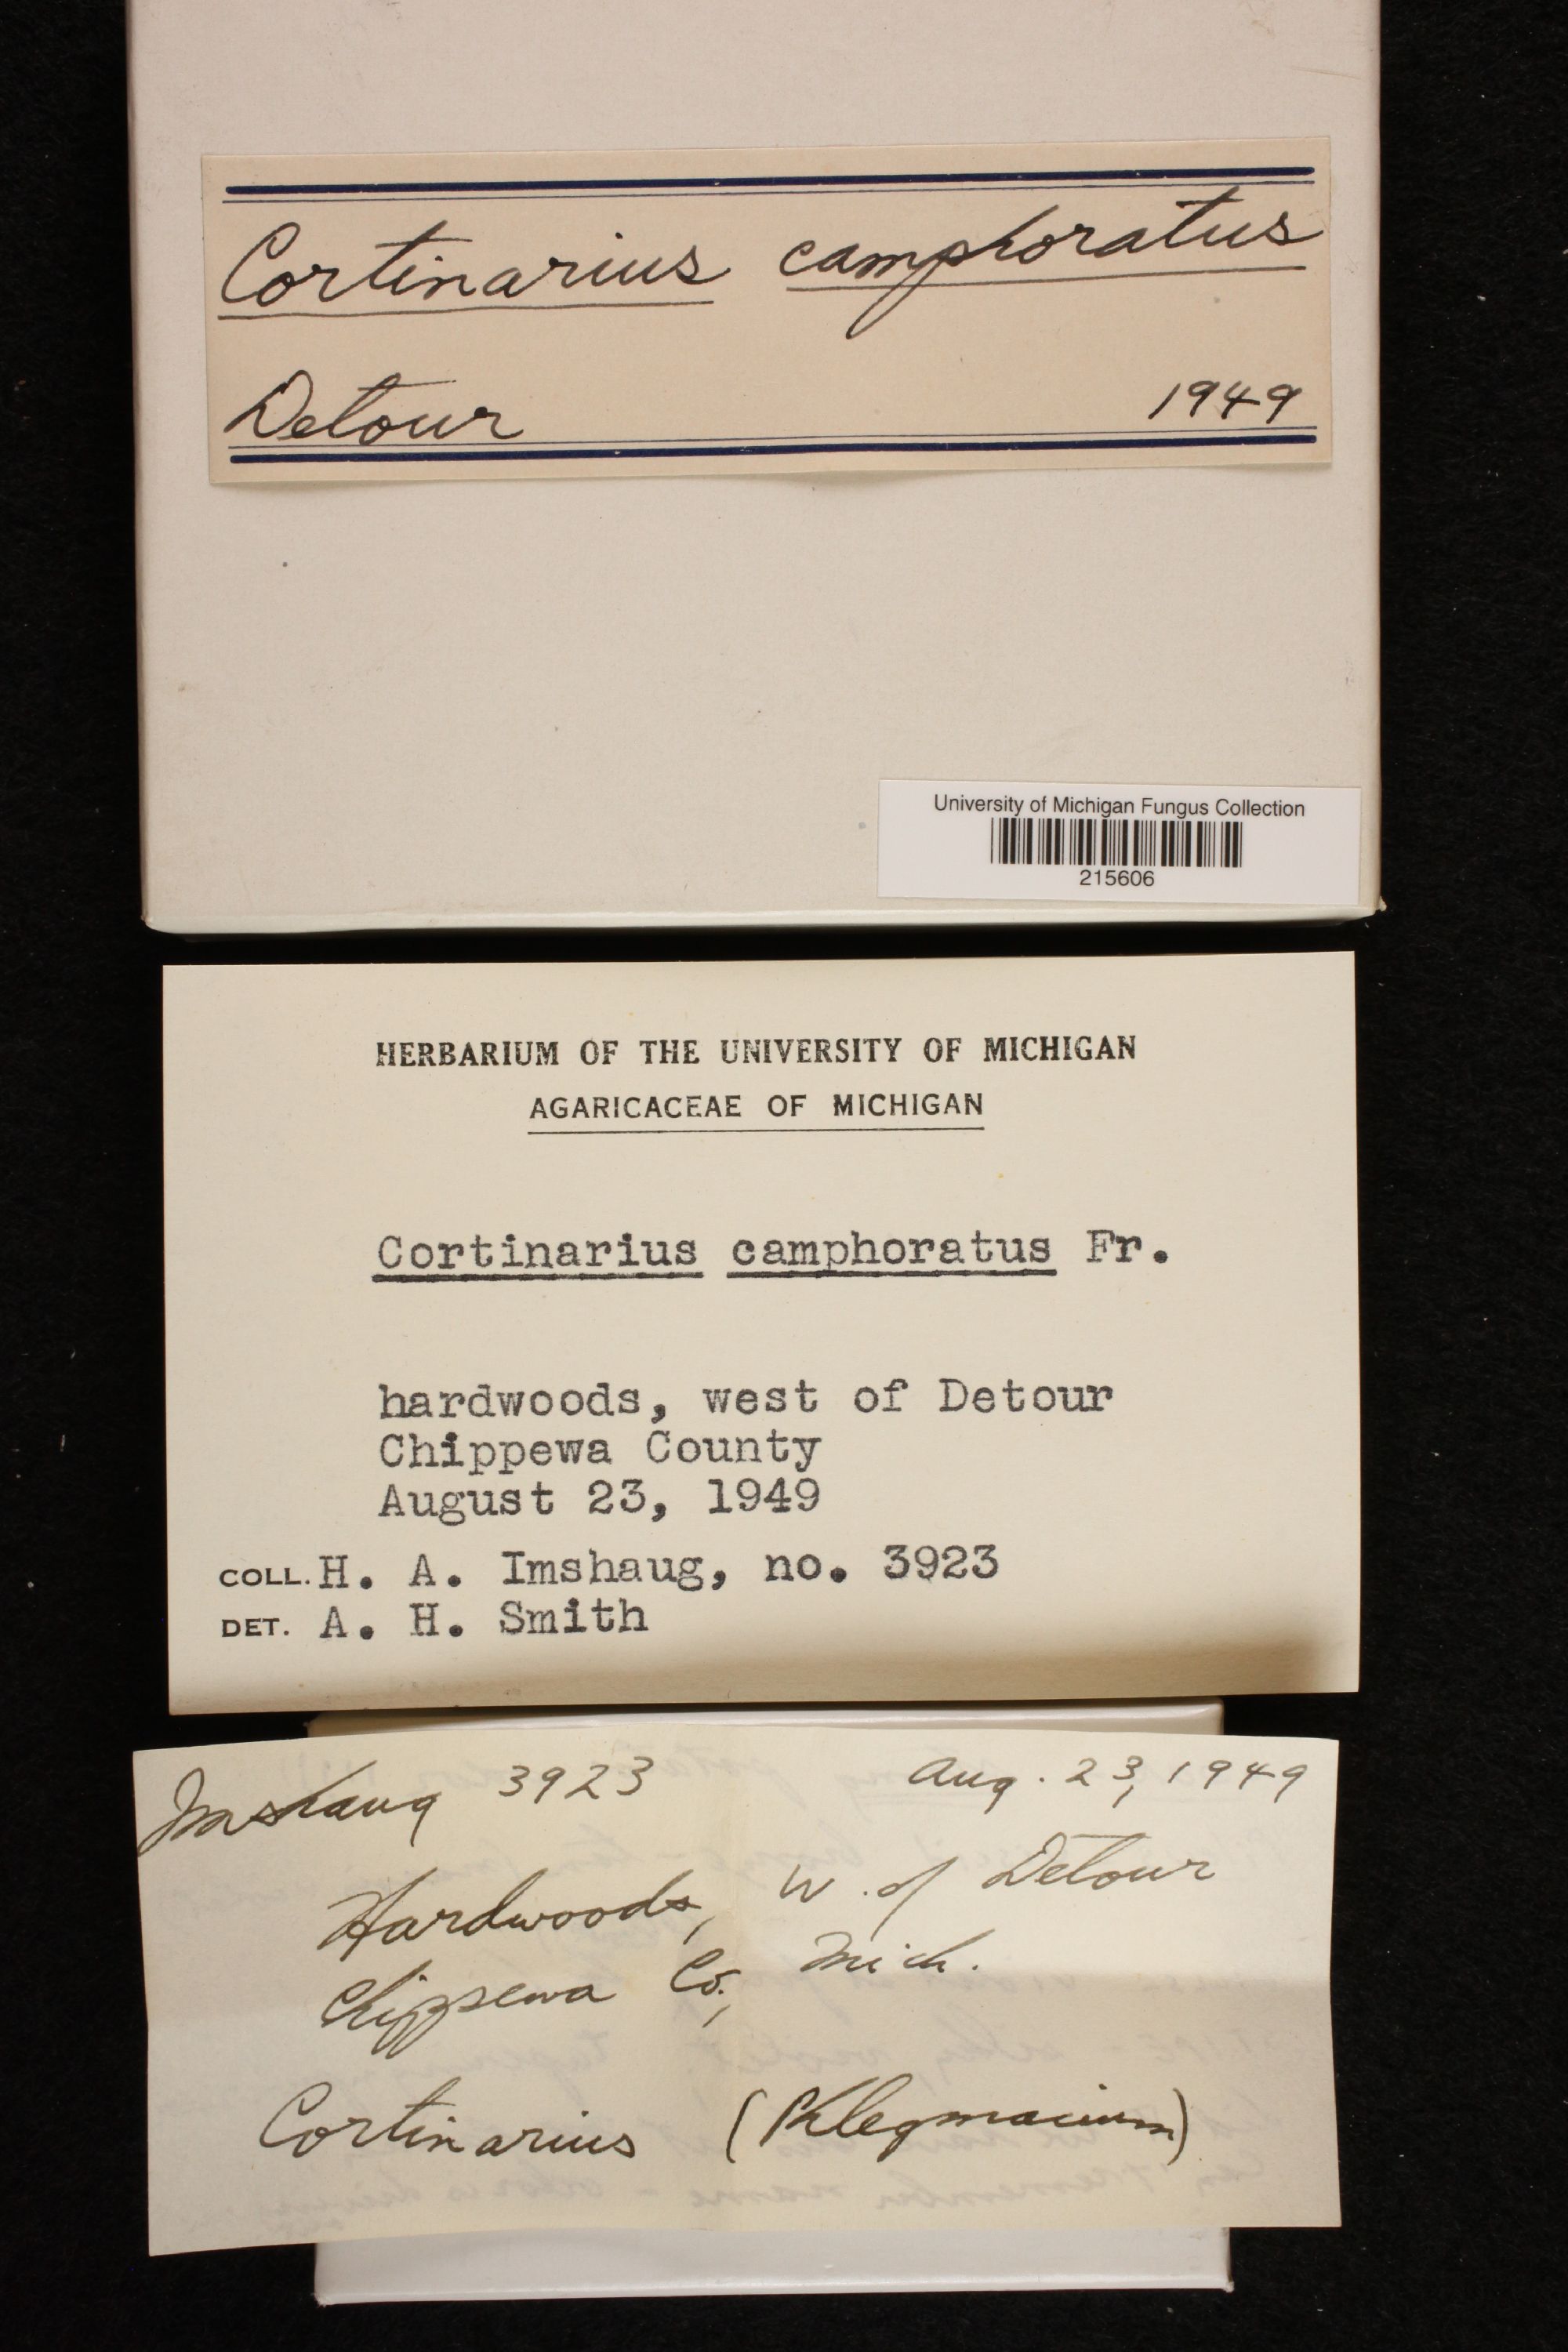 Cortinarius camphoratus
Detour 1949
University of Michigan Fungus Collection
215606
HERBARIUM OF THE UNIVERSITY OF MICHIGAN
AGARICACEAE OF MICHIGAN
Cortinarius camphoratus Fr.
hardwoods, west of Detour
Chippewa County
August 23, 1949
COLL. H. A. Imshaug, no. 3923
DET. A. H. Smith
Imshaug 3923 Aug. 23, 1949
Hardwoods, W. of Detour
Chippewa Co., Mich.
Cortinarius (Phlegmacium)